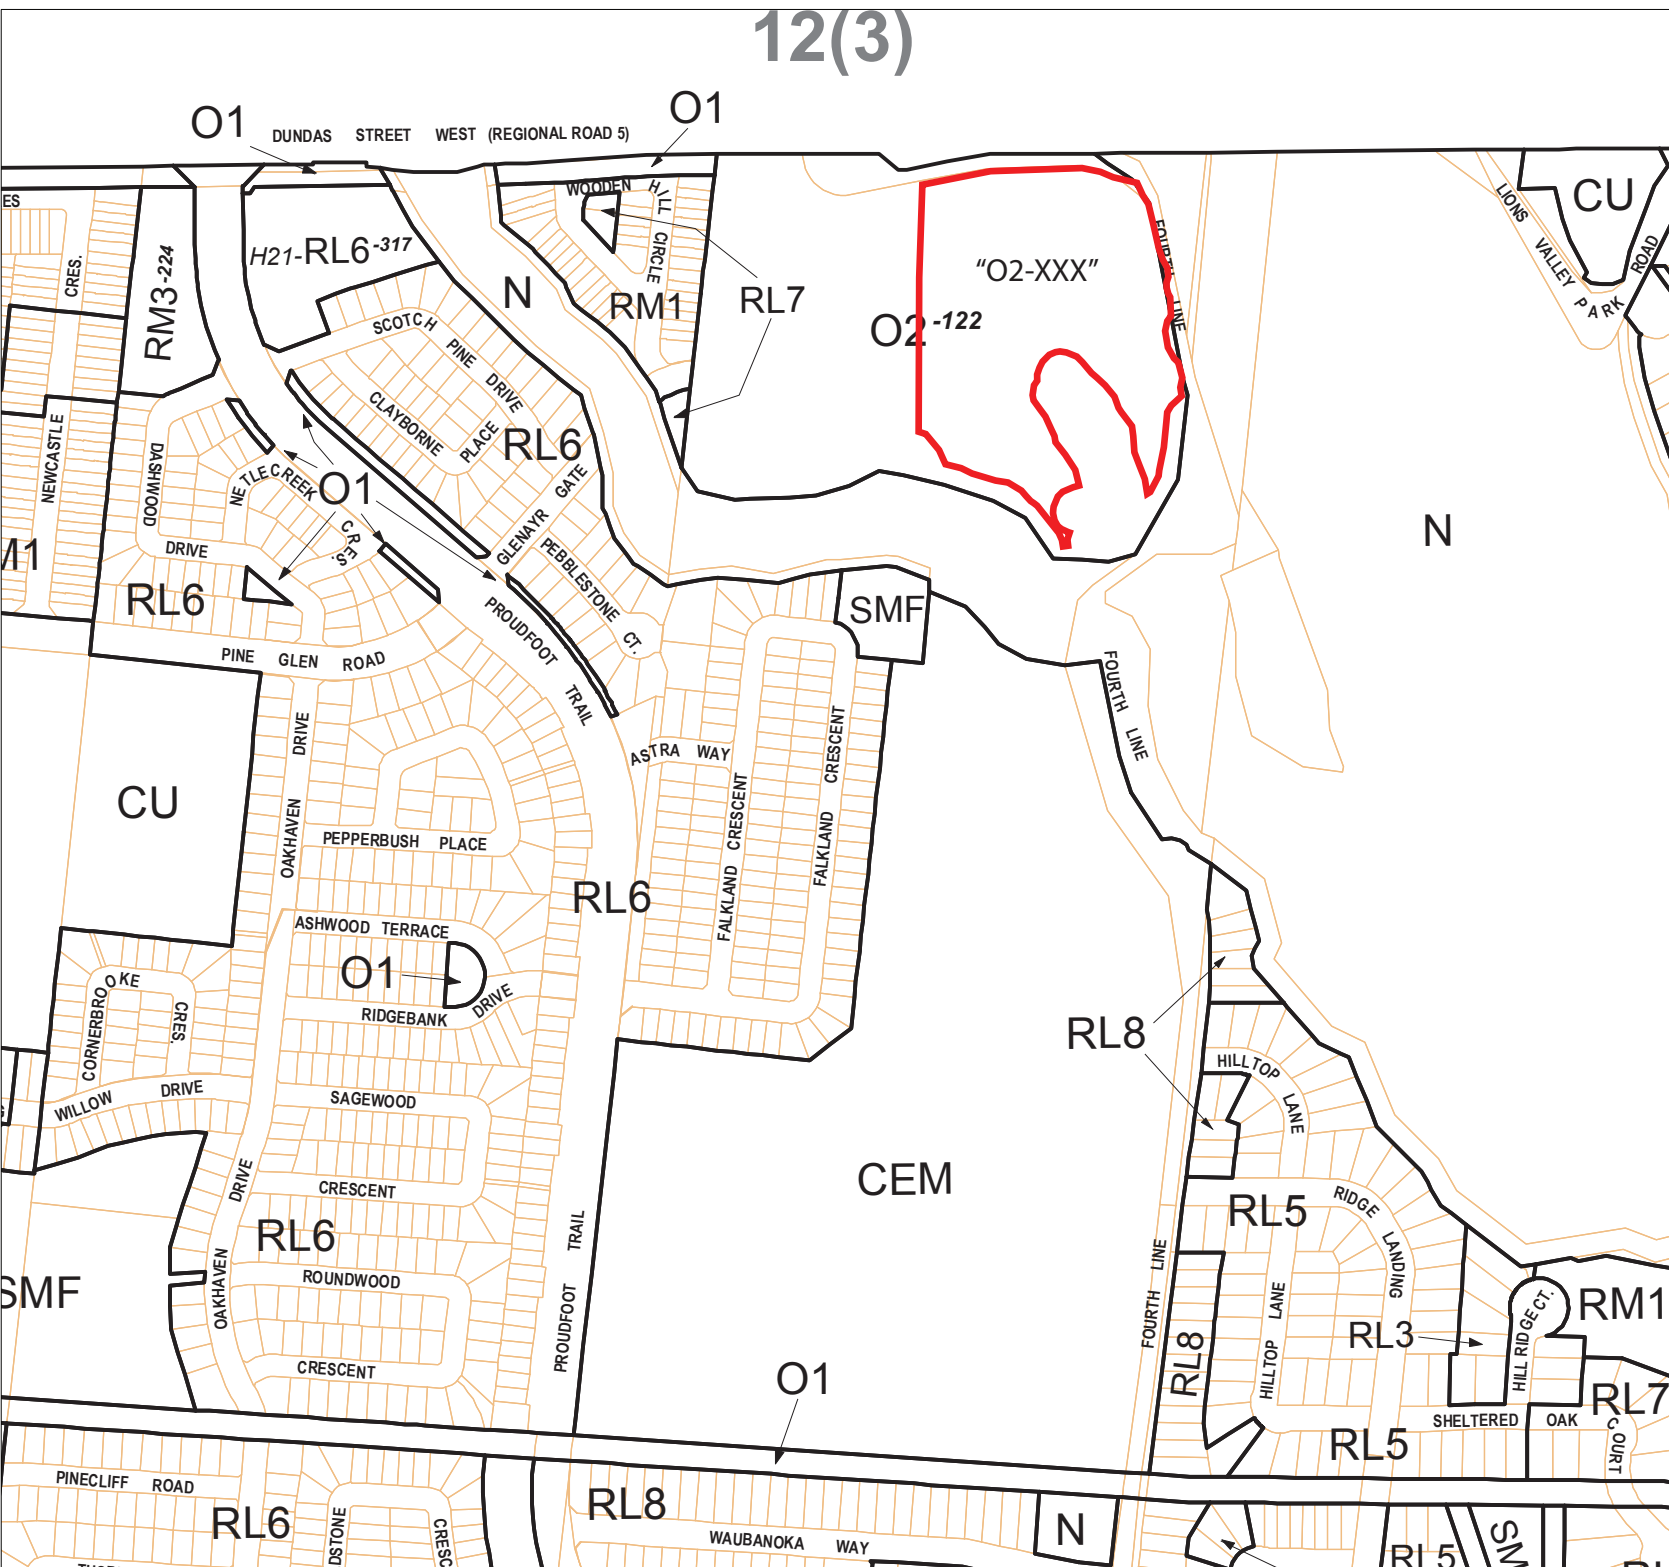 12(3)
O1
O1
DUNDAS STREET WEST (REGIONAL ROAD 5)
CU
LIONS VALLEY PARK ROAD
ES
CRES.
RM3-224
H21-RL6-317
WOODEN HILL CIRCLE
N
RM1
RL7
"O2-XXX"
O2-122
FOURTH LINE
SCOTCH PINE DRIVE
CLAYBORNE PLACE
RL6
NEWCASTLE
DASHWOOD
DRIVE
NETTLECREEK
CRES.
O1
GLENAYR GATE
PEBBLESTONE CT.
N
M1
RL6
SMF
PROUDFOOT TRAIL
PINE GLEN ROAD
FOURTH LINE
ASTRA WAY
OAKHAVEN DRIVE
FALKLAND CRESCENT
FALKLAND CRESCENT
CU
PEPPERBUSH PLACE
RL6
ASHWOOD TERRACE
O1
RIDGEBANK DRIVE
CORNERBROOKE CRES.
RL8
HILLTOP LANE
WILLOW DRIVE
SAGEWOOD
CRESCENT
CEM
OAKHAVEN DRIVE
RL6
RL5
RIDGE LANDING
PROUDFOOT TRAIL
FOURTH LINE
ROUNDWOOD
CRESCENT
SMF
HILLTOP LANE
RL8
RL3
HILL RIDGE CT.
RM1
RL7
O1
SHELTERED OAK COURT
RL5
PINECLIFF ROAD
RL6
RL8
WAUBANOKA WAY
N
RL5